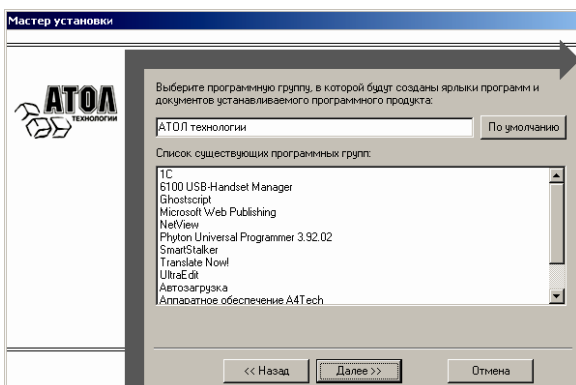 Мастер установки
АТОЛ
ТЕХНОЛОГИИ
Выберите программную группу, в которой будут созданы ярлыки программ и
документов устанавливаемого программного продукта:
АТОЛ технологии
По умолчанию
Список существующих программных групп:
1С
6100 USB-Handset Manager
Ghostscript
Microsoft Web Publishing
NetView
Phyton Universal Programmer 3.92.02
SmartStalker
Translate Now!
UltraEdit
Автозагрузка
Аппаратное обеспечение A4Tech
<< Назад
Далее >>
Отмена